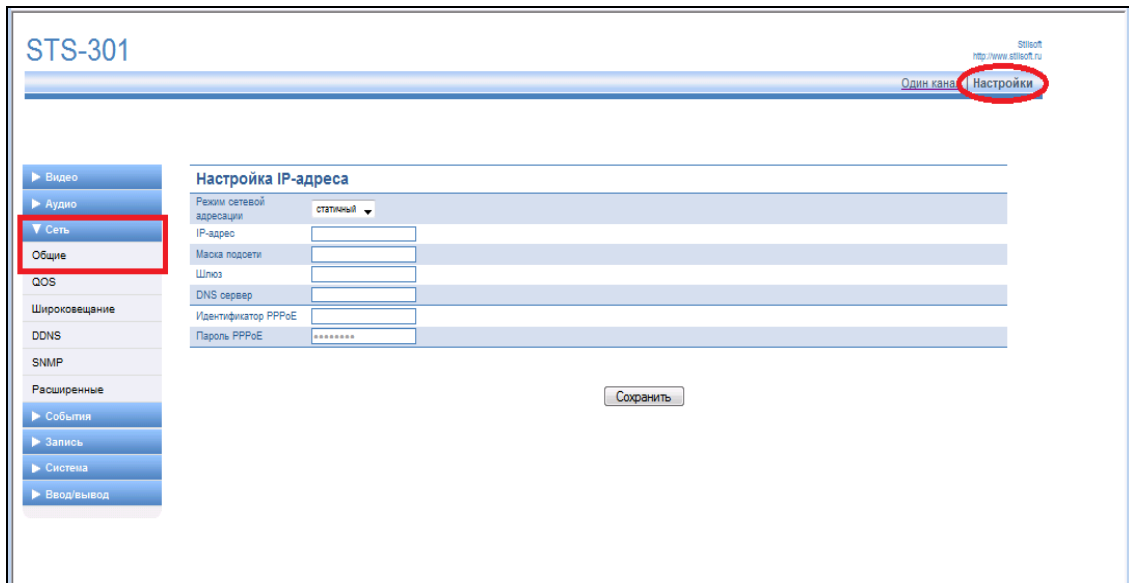 STS-301
Stilsoft
http://www.stilsoft.ru
Один канал | Настройки
Видео
Аудио
Сеть
Общие
QOS
Широковещание
DDNS
SNMP
Расширенные
События
Запись
Система
Ввод/вывод
Настройка IP-адреса
Режим сетевой
адресации
статичный
IP-адрес
Маска подсети
Шлюз
DNS сервер
Идентификатор PPPoE
Пароль PPPoE
••••••••
Сохранить